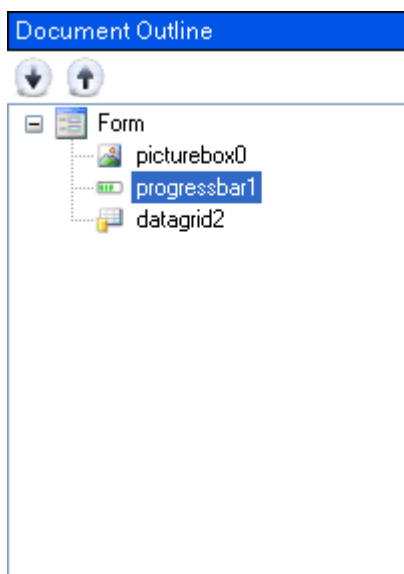 Document Outline
Form
picturebox0
progressbar1
datagrid2